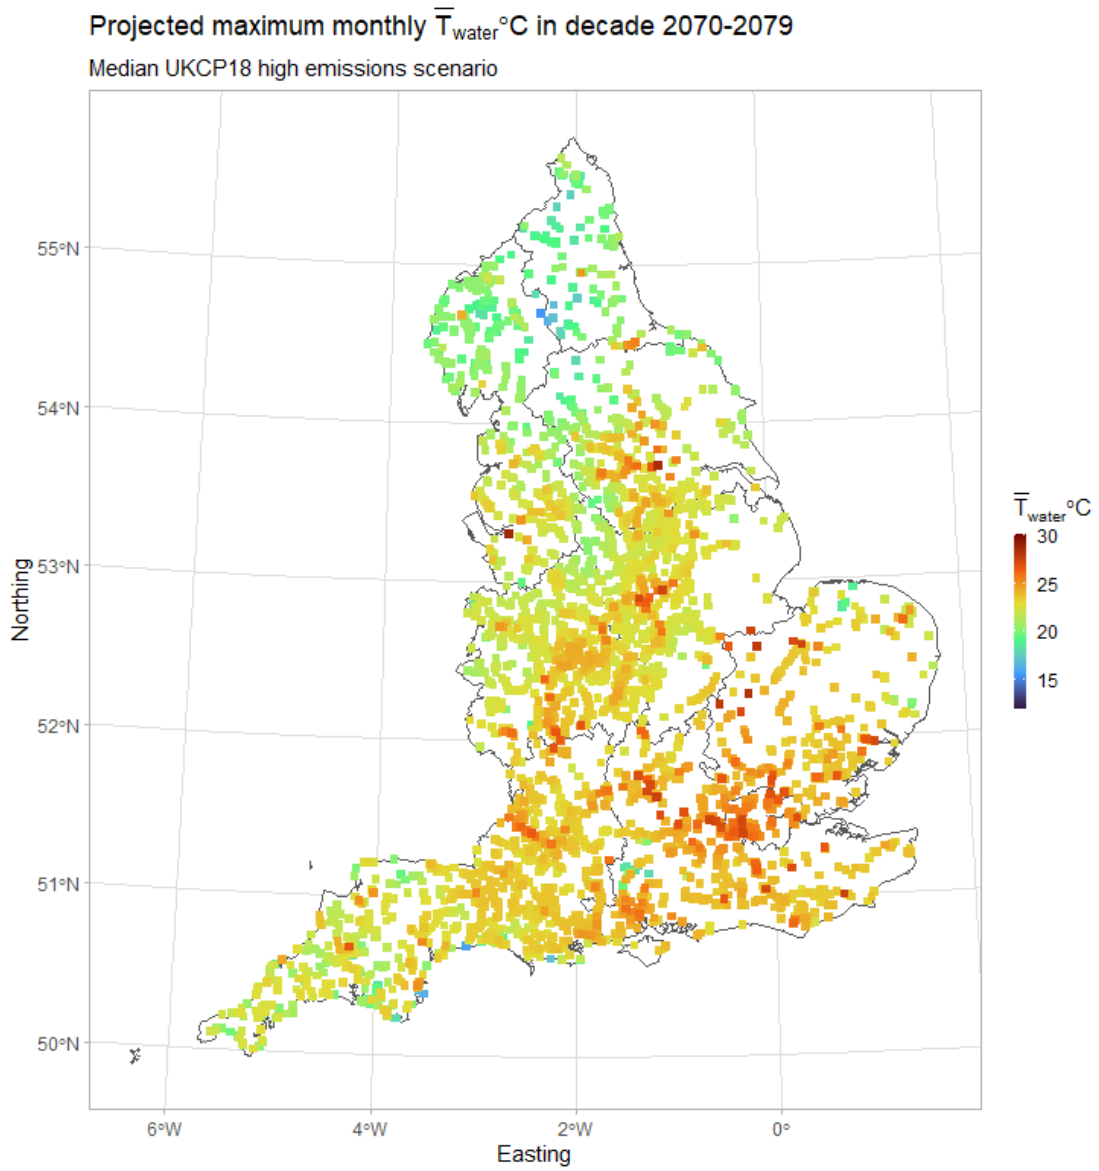 Projected maximum monthly T̅water°C in decade 2070-2079
Median UKCP18 high emissions scenario
55°N
54°N
53°N
52°N
51°N
50°N
Northing
6°W
4°W
2°W
0°
Easting
T̅water°C
30
25
20
15